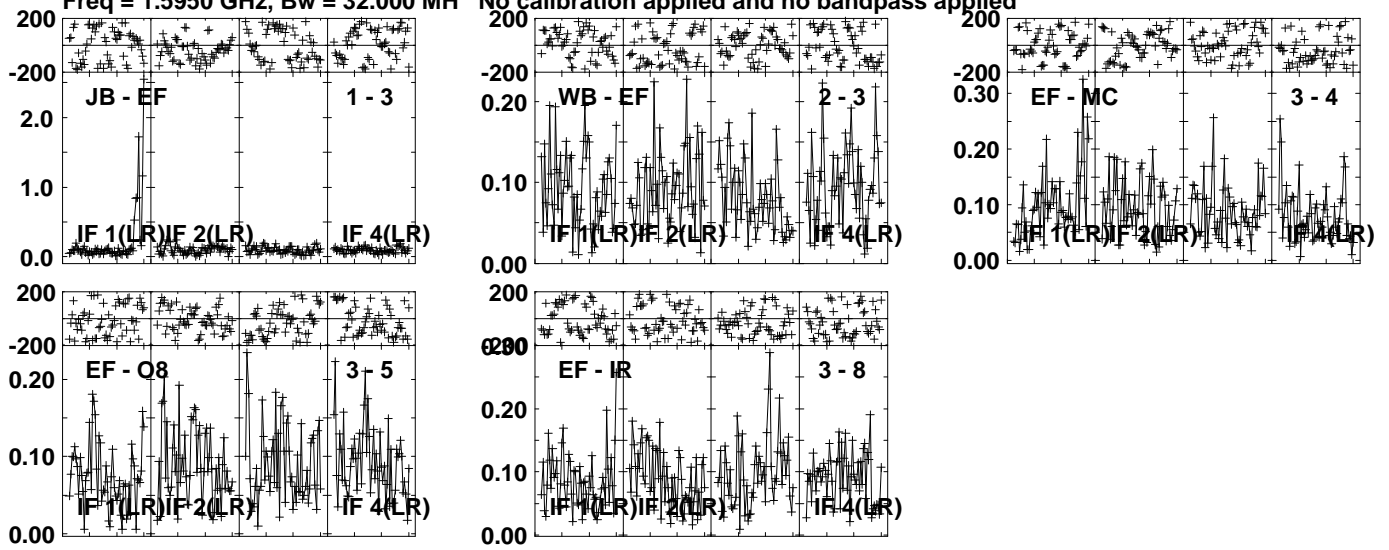 Freq = 1.5950 GHz, Bw = 32.000 MH No calibration applied and no bandpass applied
200
-200
JB - EF 1 - 3
2.0
1.0
0.0
IF 1(LR) IF 2(LR) IF 4(LR)
200
-200
WB - EF 2 - 3
0.20
0.10
0.00
IF 1(LR) IF 2(LR) IF 4(LR)
200
-200
EF - MC 3 - 4
0.30
0.20
0.10
0.00
IF 1(LR) IF 2(LR) IF 4(LR)
200
-200
EF - O8 3 - 5
0.20
0.10
0.00
IF 1(LR) IF 2(LR) IF 4(LR)
200
-200
0.30
EF - IR 3 - 8
0.20
0.10
0.00
IF 1(LR) IF 2(LR) IF 4(LR)